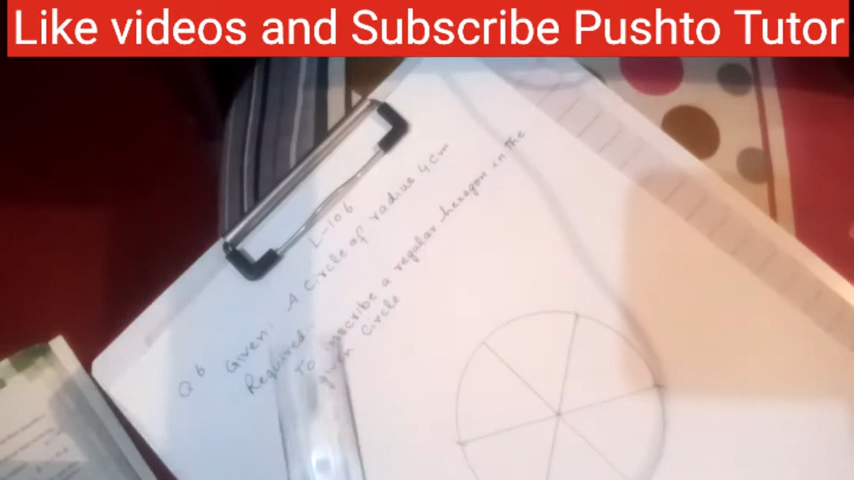 Like videos and Subscribe Pushto Tutor
L-106
Q6 Given: A Circle of radius 4cm
Required:-
To inscribe a regular hexagon in the
given Circle